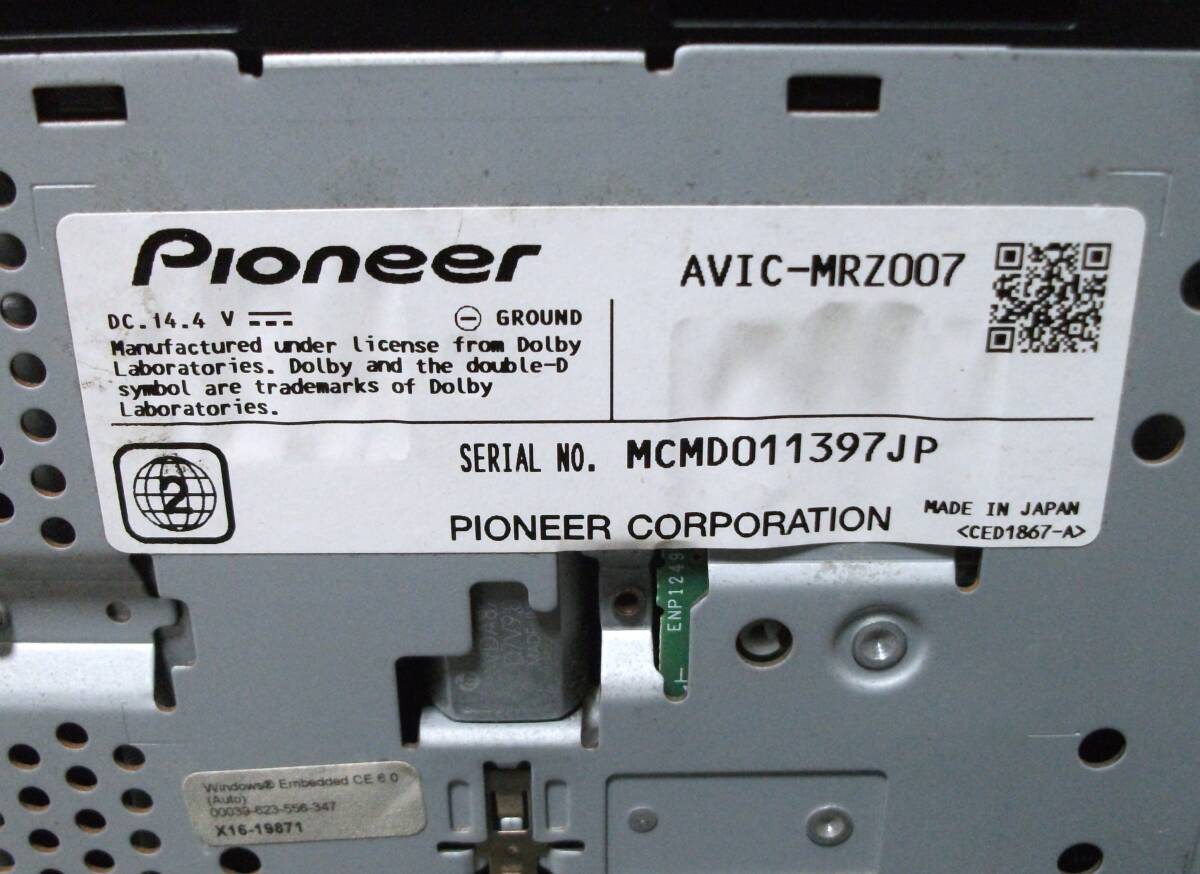 Pioneer
AVIC-MRZ007
DC.14.4 V
GROUND
Manufactured under license from Dolby
Laboratories. Dolby and the double-D
symbol are trademarks of Dolby
Laboratories.
2
SERIAL NO. MCMD011397JP
PIONEER CORPORATION
MADE IN JAPAN
<CED1867-A>
ENP1249
Windows® Embedded CE 6.0
(Auto)
00039-623-556-347
X16-19871